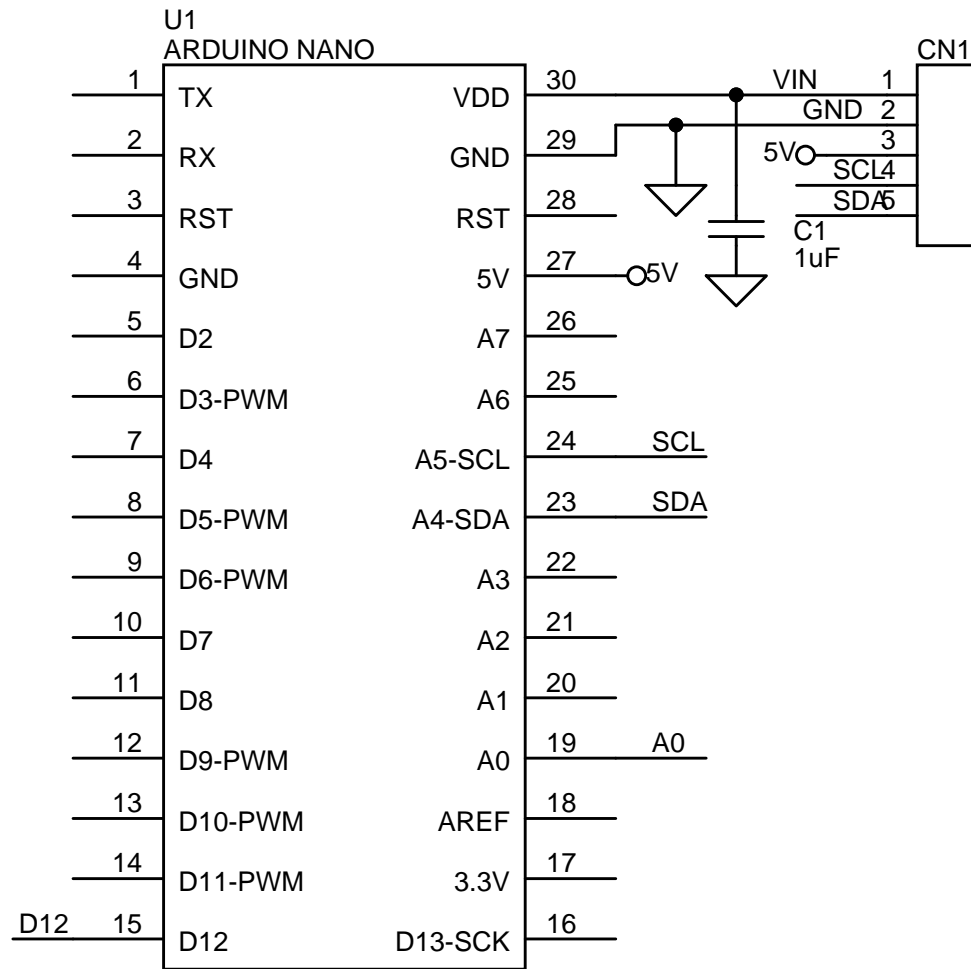 U1
ARDUINO NANO
CN1
1 TX VDD 30 VIN 1
GND 2
2 RX GND 29 5V 3
SCL 4
3 RST RST 28 SDA 5
C1
1uF
4 GND 5V 27 5V
5 D2 A7 26
6 D3-PWM A6 25
7 D4 A5-SCL 24 SCL
8 D5-PWM A4-SDA 23 SDA
9 D6-PWM A3 22
10 D7 A2 21
11 D8 A1 20
12 D9-PWM A0 19 A0
13 D10-PWM AREF 18
14 D11-PWM 3.3V 17
D12 15 D12 D13-SCK 16